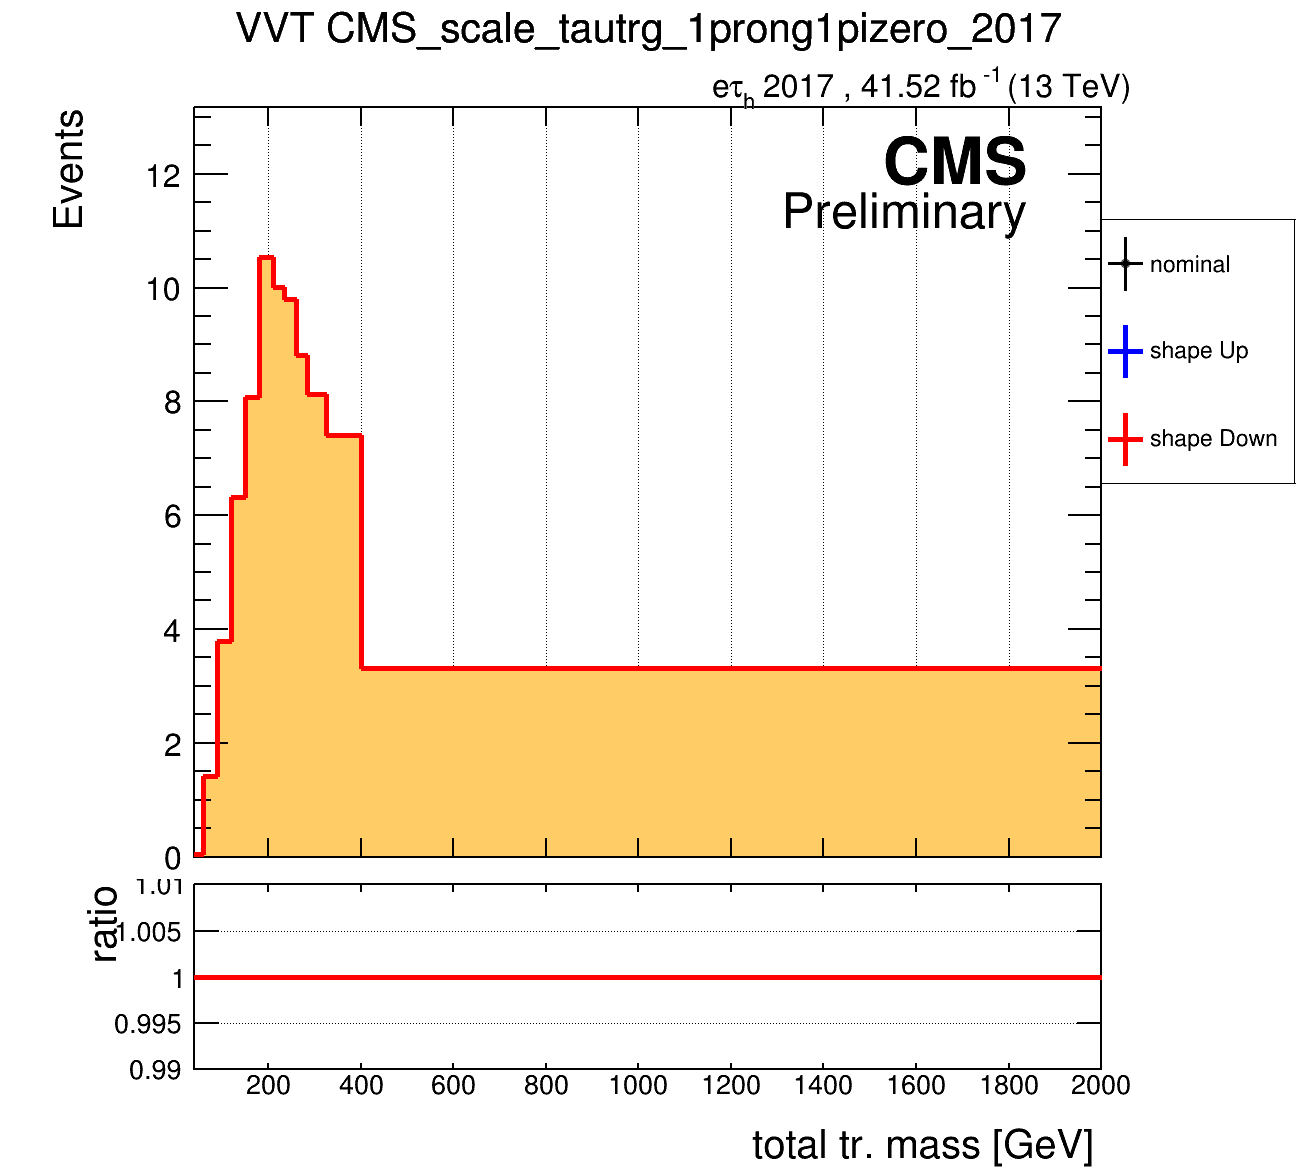 VVT CMS_scale_tautrg_1prong1pizero_2017
eτh 2017 , 41.52 fb -1 (13 TeV)
Events
CMS
Preliminary
12
10
8
6
4
2
0
nominal
shape Up
shape Down
ratio
1.01
1.005
1
0.995
0.99
200 400 600 800 1000 1200 1400 1600 1800 2000
total tr. mass [GeV]